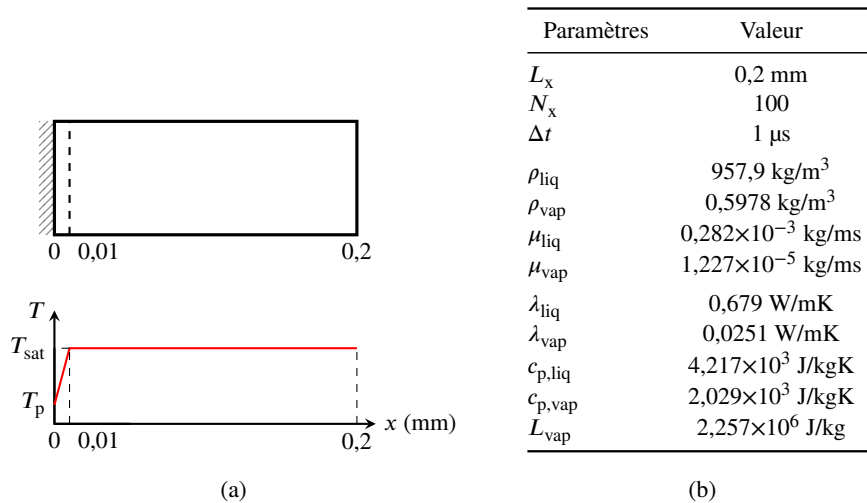 0 0,01 0,2
T
T_sat
T_p
0 0,01 0,2
x (mm)
(a)
Paramètres Valeur
L_x 0,2 mm
N_x 100
Δt 1 µs
ρ_liq 957,9 kg/m³
ρ_vap 0,5978 kg/m³
μ_liq 0,282×10⁻³ kg/ms
μ_vap 1,227×10⁻⁵ kg/ms
λ_liq 0,679 W/mK
λ_vap 0,0251 W/mK
c_p,liq 4,217×10³ J/kgK
c_p,vap 2,029×10³ J/kgK
L_vap 2,257×10⁶ J/kg
(b)